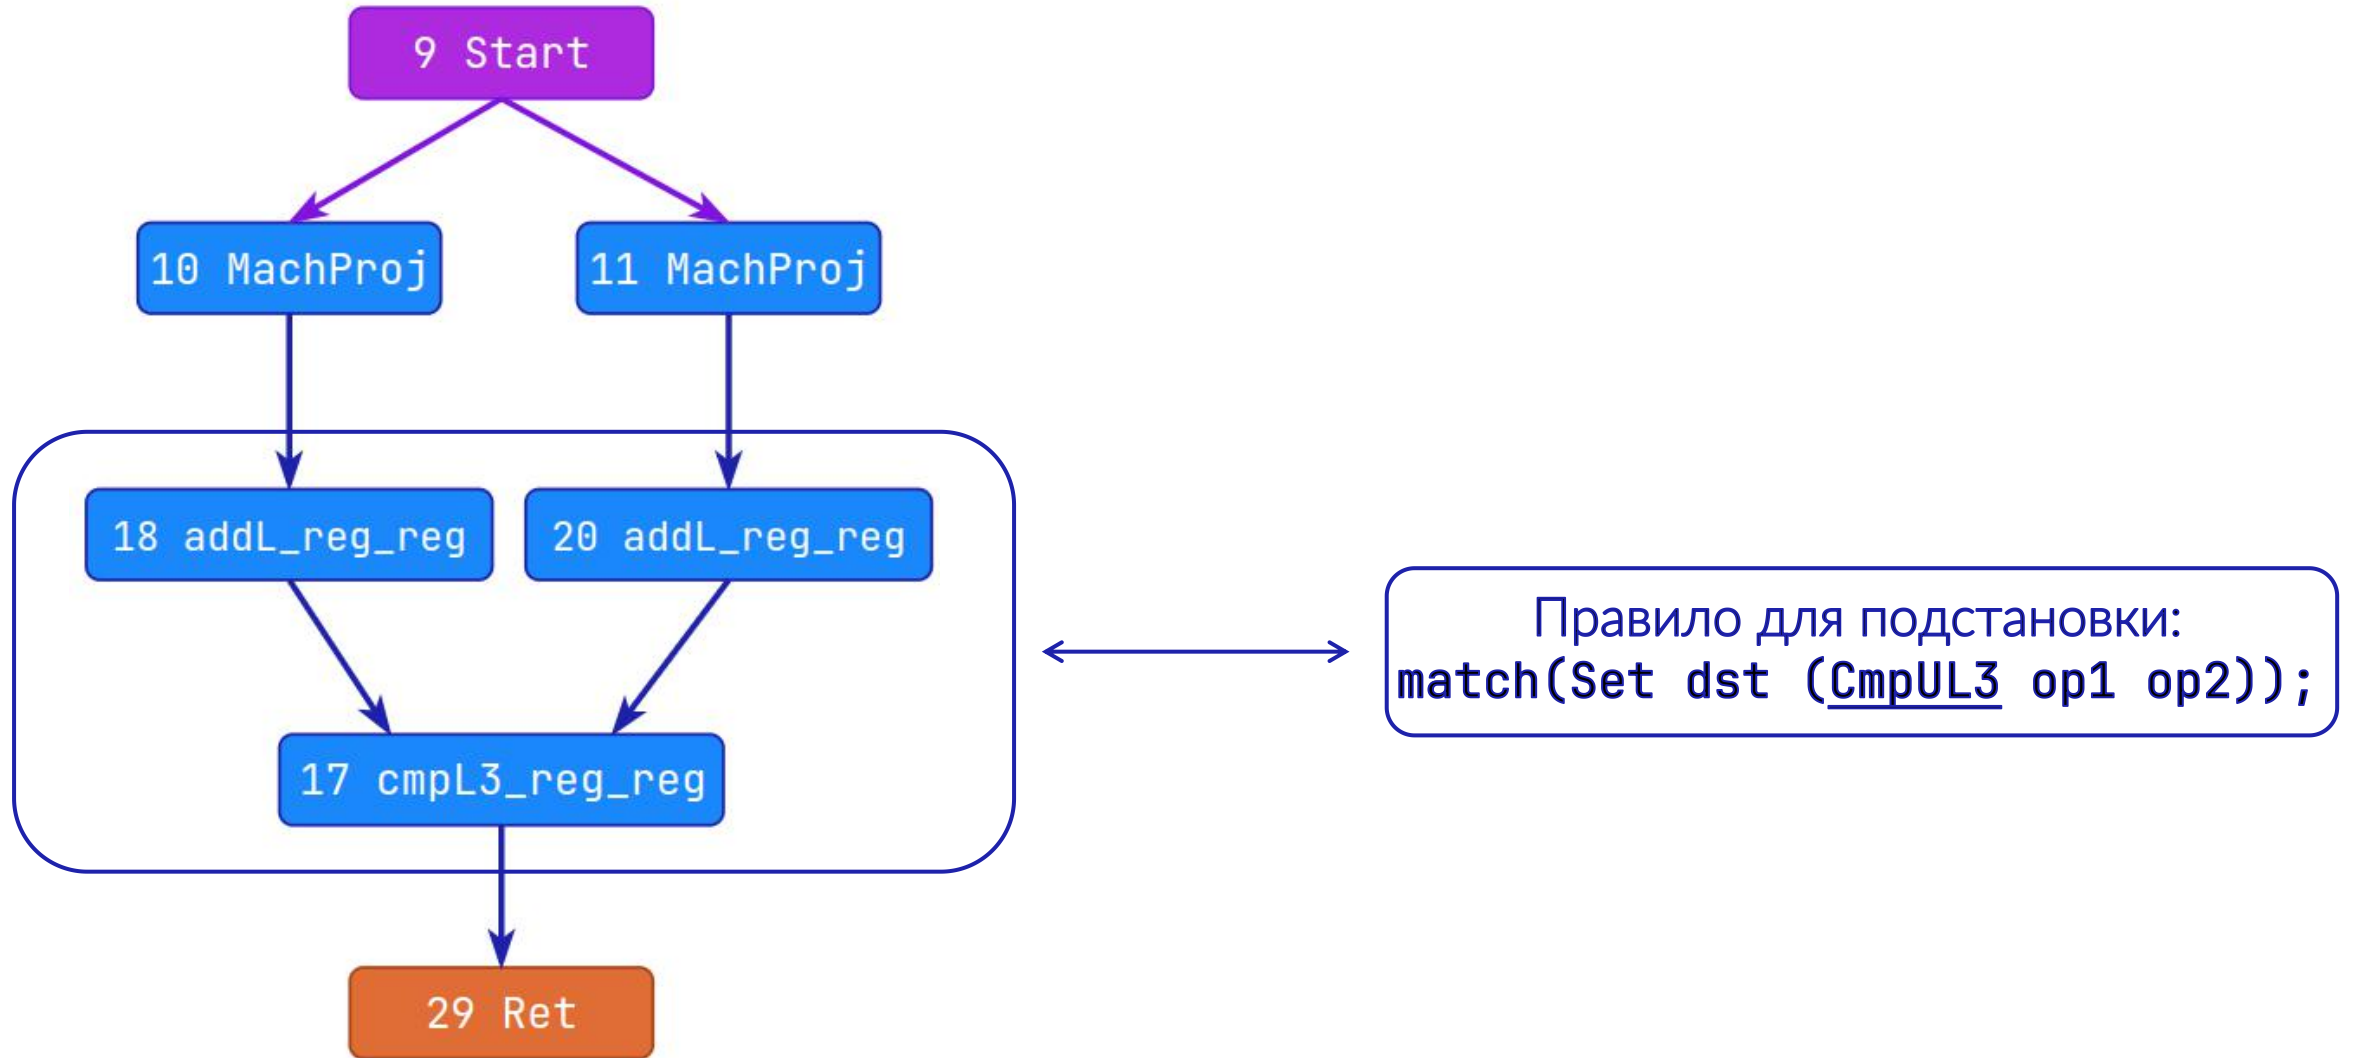 9 Start
10 MachProj
11 MachProj
18 addL_reg_reg
20 addL_reg_reg
17 cmpL3_reg_reg
29 Ret
Правило для подстановки:
match(Set dst (CmpUL3 op1 op2));